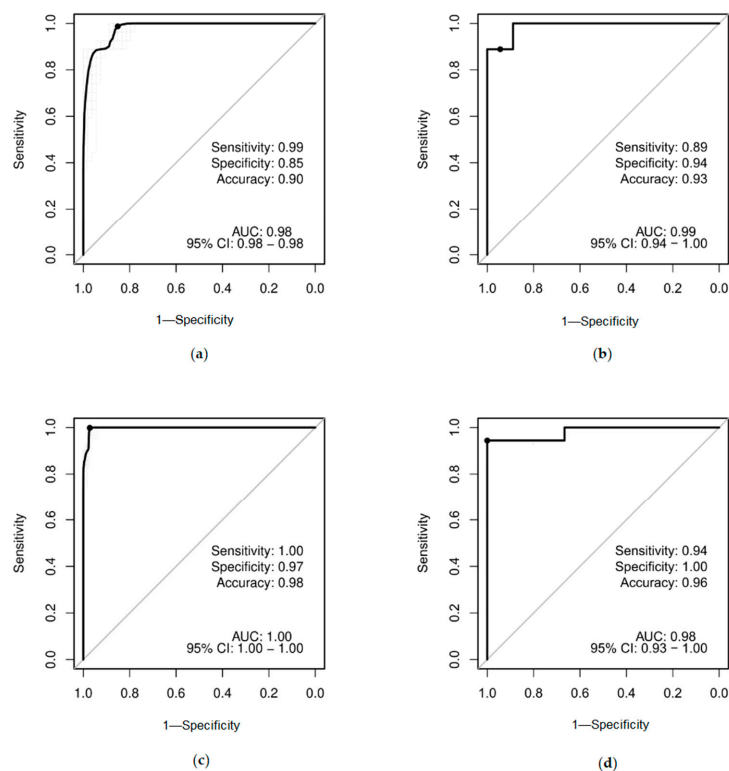 1.0
0.8
0.6
0.4
0.2
0.0
Sensitivity
Sensitivity: 0.99
Specificity: 0.85
Accuracy: 0.90
AUC: 0.98
95% CI: 0.98 – 0.98
1.0 0.8 0.6 0.4 0.2 0.0
1—Specificity
(a)
1.0
0.8
0.6
0.4
0.2
0.0
Sensitivity
Sensitivity: 0.89
Specificity: 0.94
Accuracy: 0.93
AUC: 0.99
95% CI: 0.94 – 1.00
1.0 0.8 0.6 0.4 0.2 0.0
1—Specificity
(b)
1.0
0.8
0.6
0.4
0.2
0.0
Sensitivity
Sensitivity: 1.00
Specificity: 0.97
Accuracy: 0.98
AUC: 1.00
95% CI: 1.00 – 1.00
1.0 0.8 0.6 0.4 0.2 0.0
1—Specificity
(c)
1.0
0.8
0.6
0.4
0.2
0.0
Sensitivity
Sensitivity: 0.94
Specificity: 1.00
Accuracy: 0.96
AUC: 0.98
95% CI: 0.93 – 1.00
1.0 0.8 0.6 0.4 0.2 0.0
1—Specificity
(d)